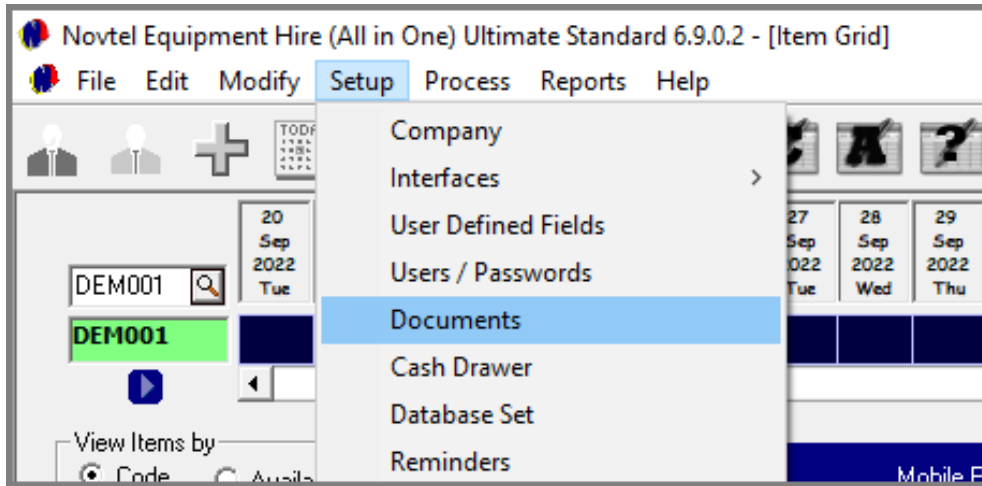 Novtel Equipment Hire (All in One) Ultimate Standard 6.9.0.2 - [Item Grid]
File Edit Modify Setup Process Reports Help
Company
Interfaces
User Defined Fields
Users / Passwords
Documents
Cash Drawer
Database Set
Reminders
A ?
20 Sep 2022 Tue
27 Sep 2022 Tue
28 Sep 2022 Wed
29 Sep 2022 Thu
DEM001
DEM001
View Items by
Code
Mobile